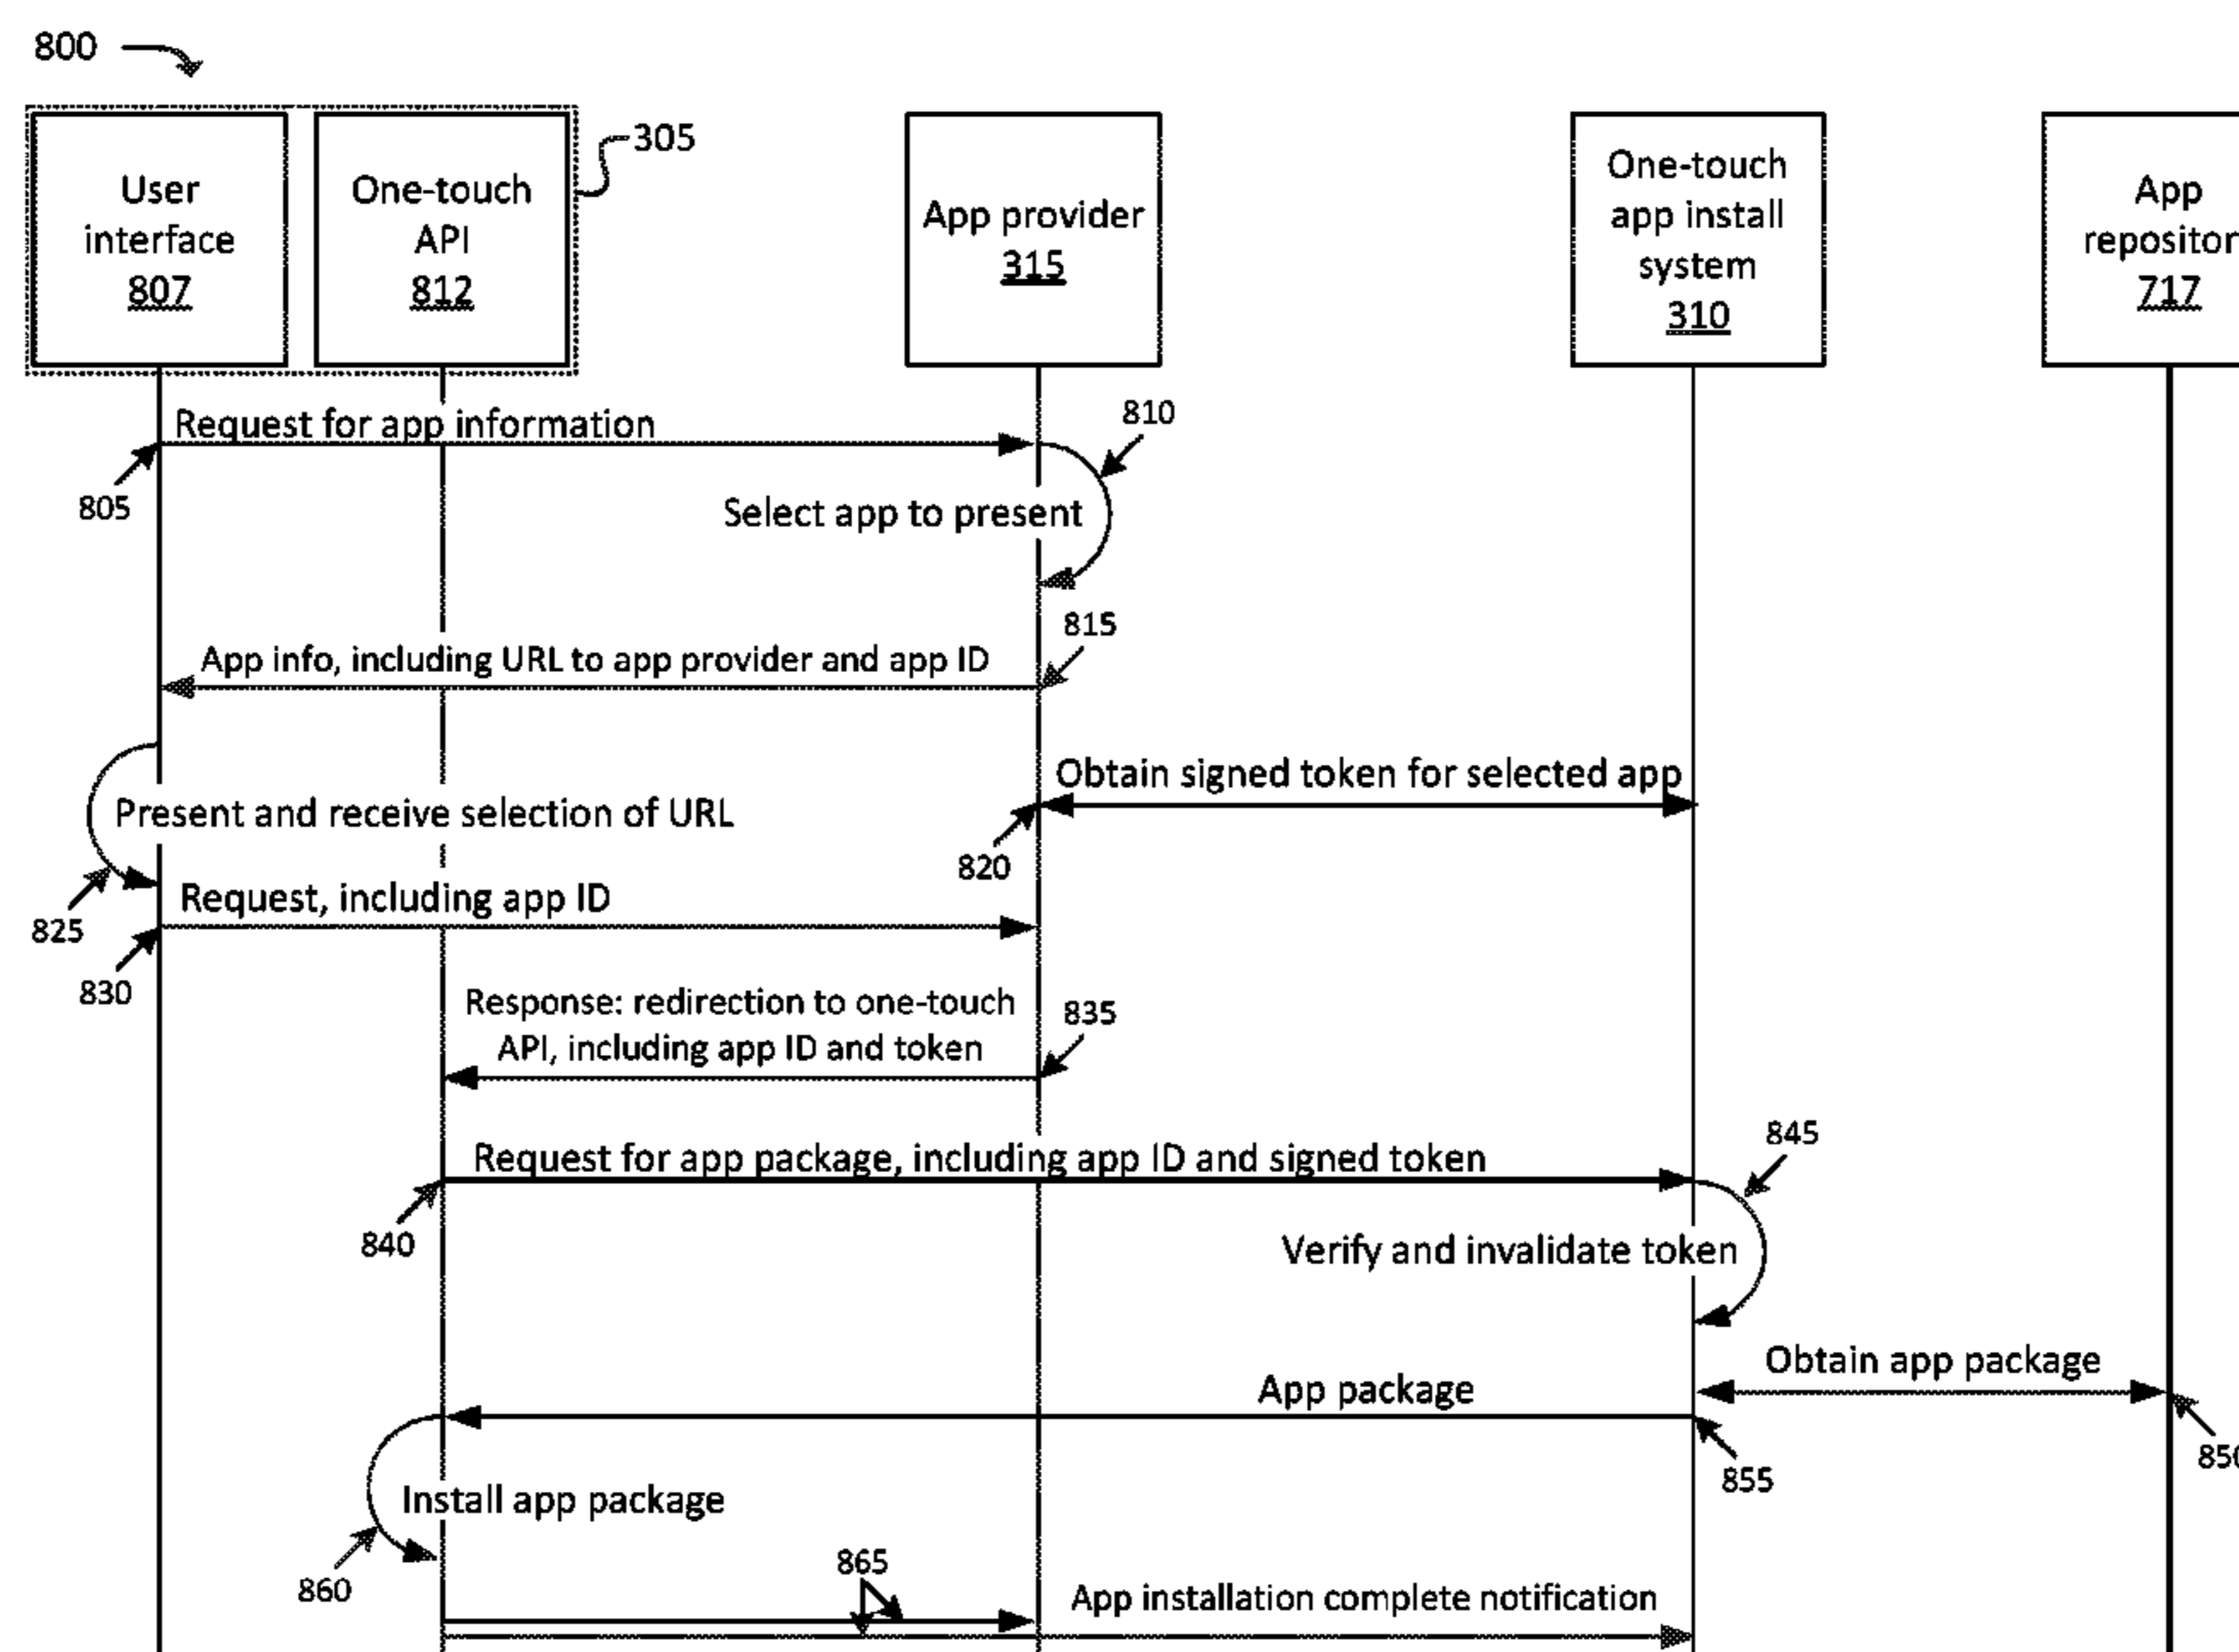 800
305
User
interface
807
One-touch
API
812
App provider
315
One-touch
app install
system
310
App
repositor
717
Request for app information
805
810
Select app to present
815
App info, including URL to app provider and app ID
Obtain signed token for selected app
820
Present and receive selection of URL
825
Request, including app ID
830
Response: redirection to one-touch
API, including app ID and token
835
Request for app package, including app ID and signed token
840
845
Verify and invalidate token
Obtain app package
850
App package
855
Install app package
860
865
App installation complete notification